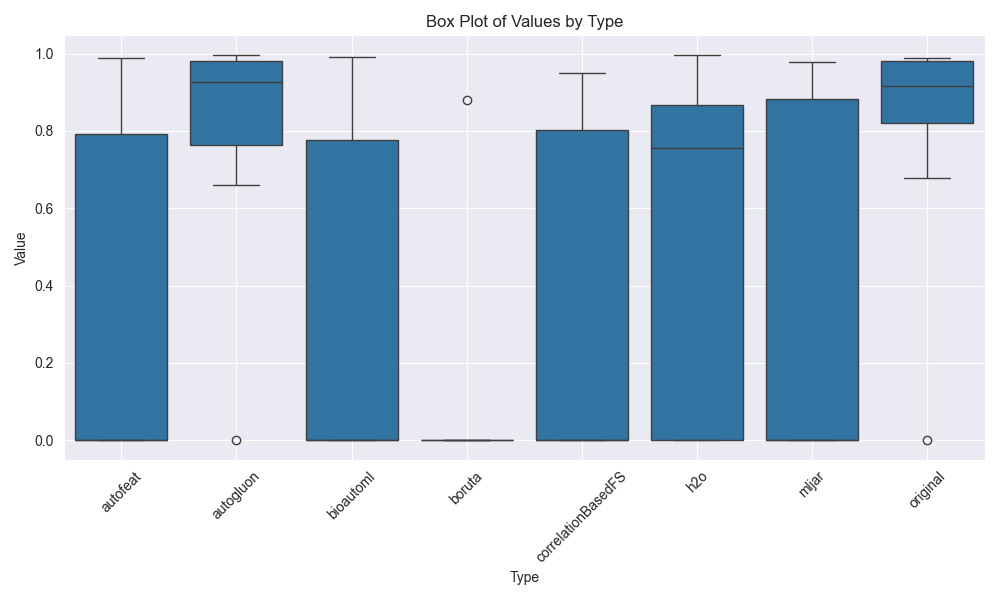 Box Plot of Values by Type
Value
1.0
0.8
0.6
0.4
0.2
0.0
autofeat
autogluon
bioautoml
boruta
correlationBasedFS
h2o
mljar
original
Type